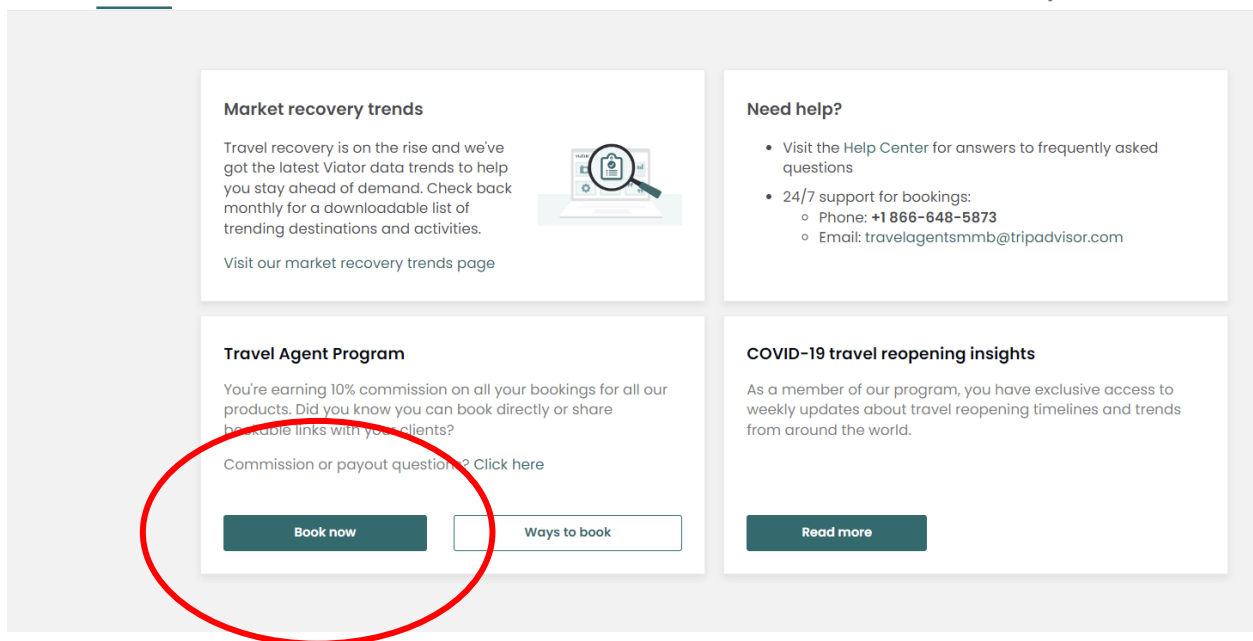 Market recovery trends
Travel recovery is on the rise and we've
got the latest Viator data trends to help
you stay ahead of demand. Check back
monthly for a downloadable list of
trending destinations and activities.
Visit our market recovery trends page
Need help?
• Visit the Help Center for answers to frequently asked
questions
• 24/7 support for bookings:
◦ Phone: +1 866-648-5873
◦ Email: travelagentsmmb@tripadvisor.com
Travel Agent Program
You're earning 10% commission on all your bookings for all our
products. Did you know you can book directly or share
bookable links with your clients?
Commission or payout questions? Click here
Book now
Ways to book
COVID-19 travel reopening insights
As a member of our program, you have exclusive access to
weekly updates about travel reopening timelines and trends
from around the world.
Read more